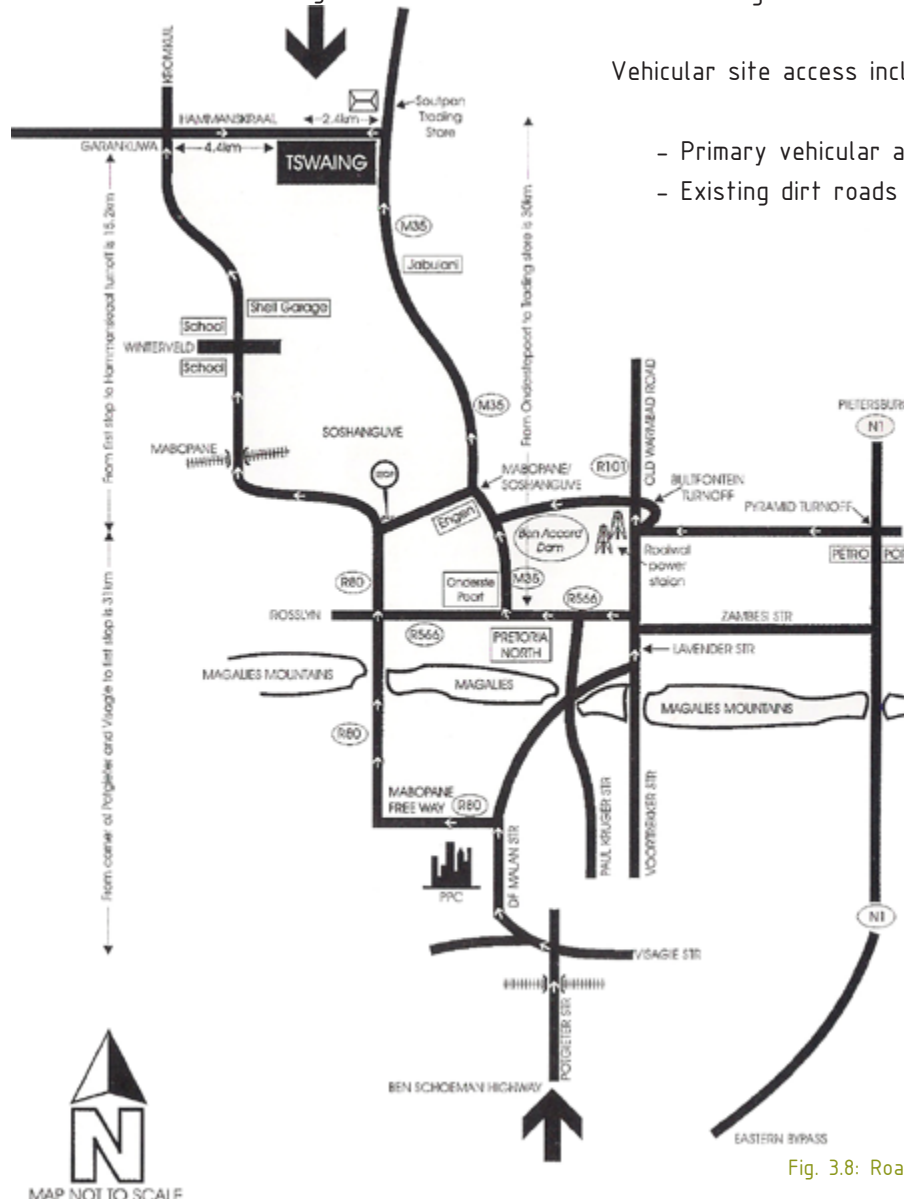 Vehicular site access incl
- Primary vehicular a
- Existing dirt roads
KROMKUIL
HAMMANSKRAAL
2.4km
Soutpan
Trading
Store
GARANKUWA
4.4km
TSWAING
M35
Jabulani
From first stop to Hammanskraal turnoff is 15.2km
From Onderstepoort to Trading store is 30km
Shell Garage
School
WINTERVELD
School
M35
OLD WARMBAD ROAD
PIETERSBUR
N1
SOSHANGUVE
MABOPANE
STOP
MABOPANE/
SOSHANGUVE
R101
BULTFONTEIN
TURNOFF
PYRAMID TURNOFF
Engen
Bon Accord
Dam
Rooiwal
power
staion
PETRO POR
R80
Onderste
Poort
M35
R566
ROSSLYN
R566
PRETORIA
NORTH
ZAMBESI STR
LAVENDER STR
MAGALIES MOUNTAINS
MAGALIES
MAGALIES MOUNTAINS
From corner of Potgieter and Visagie to first stop is 31km
R80
MABOPANE
FREE WAY
R80
DF MALAN STR
PAUL KRUGER STR
VOORTREKKER STR
PPC
N1
VISAGIE STR
POTGIETER STR
BEN SCHOEMAN HIGHWAY
EASTERN BYPASS
N
MAP NOT TO SCALE
Fig. 3.8: Roa